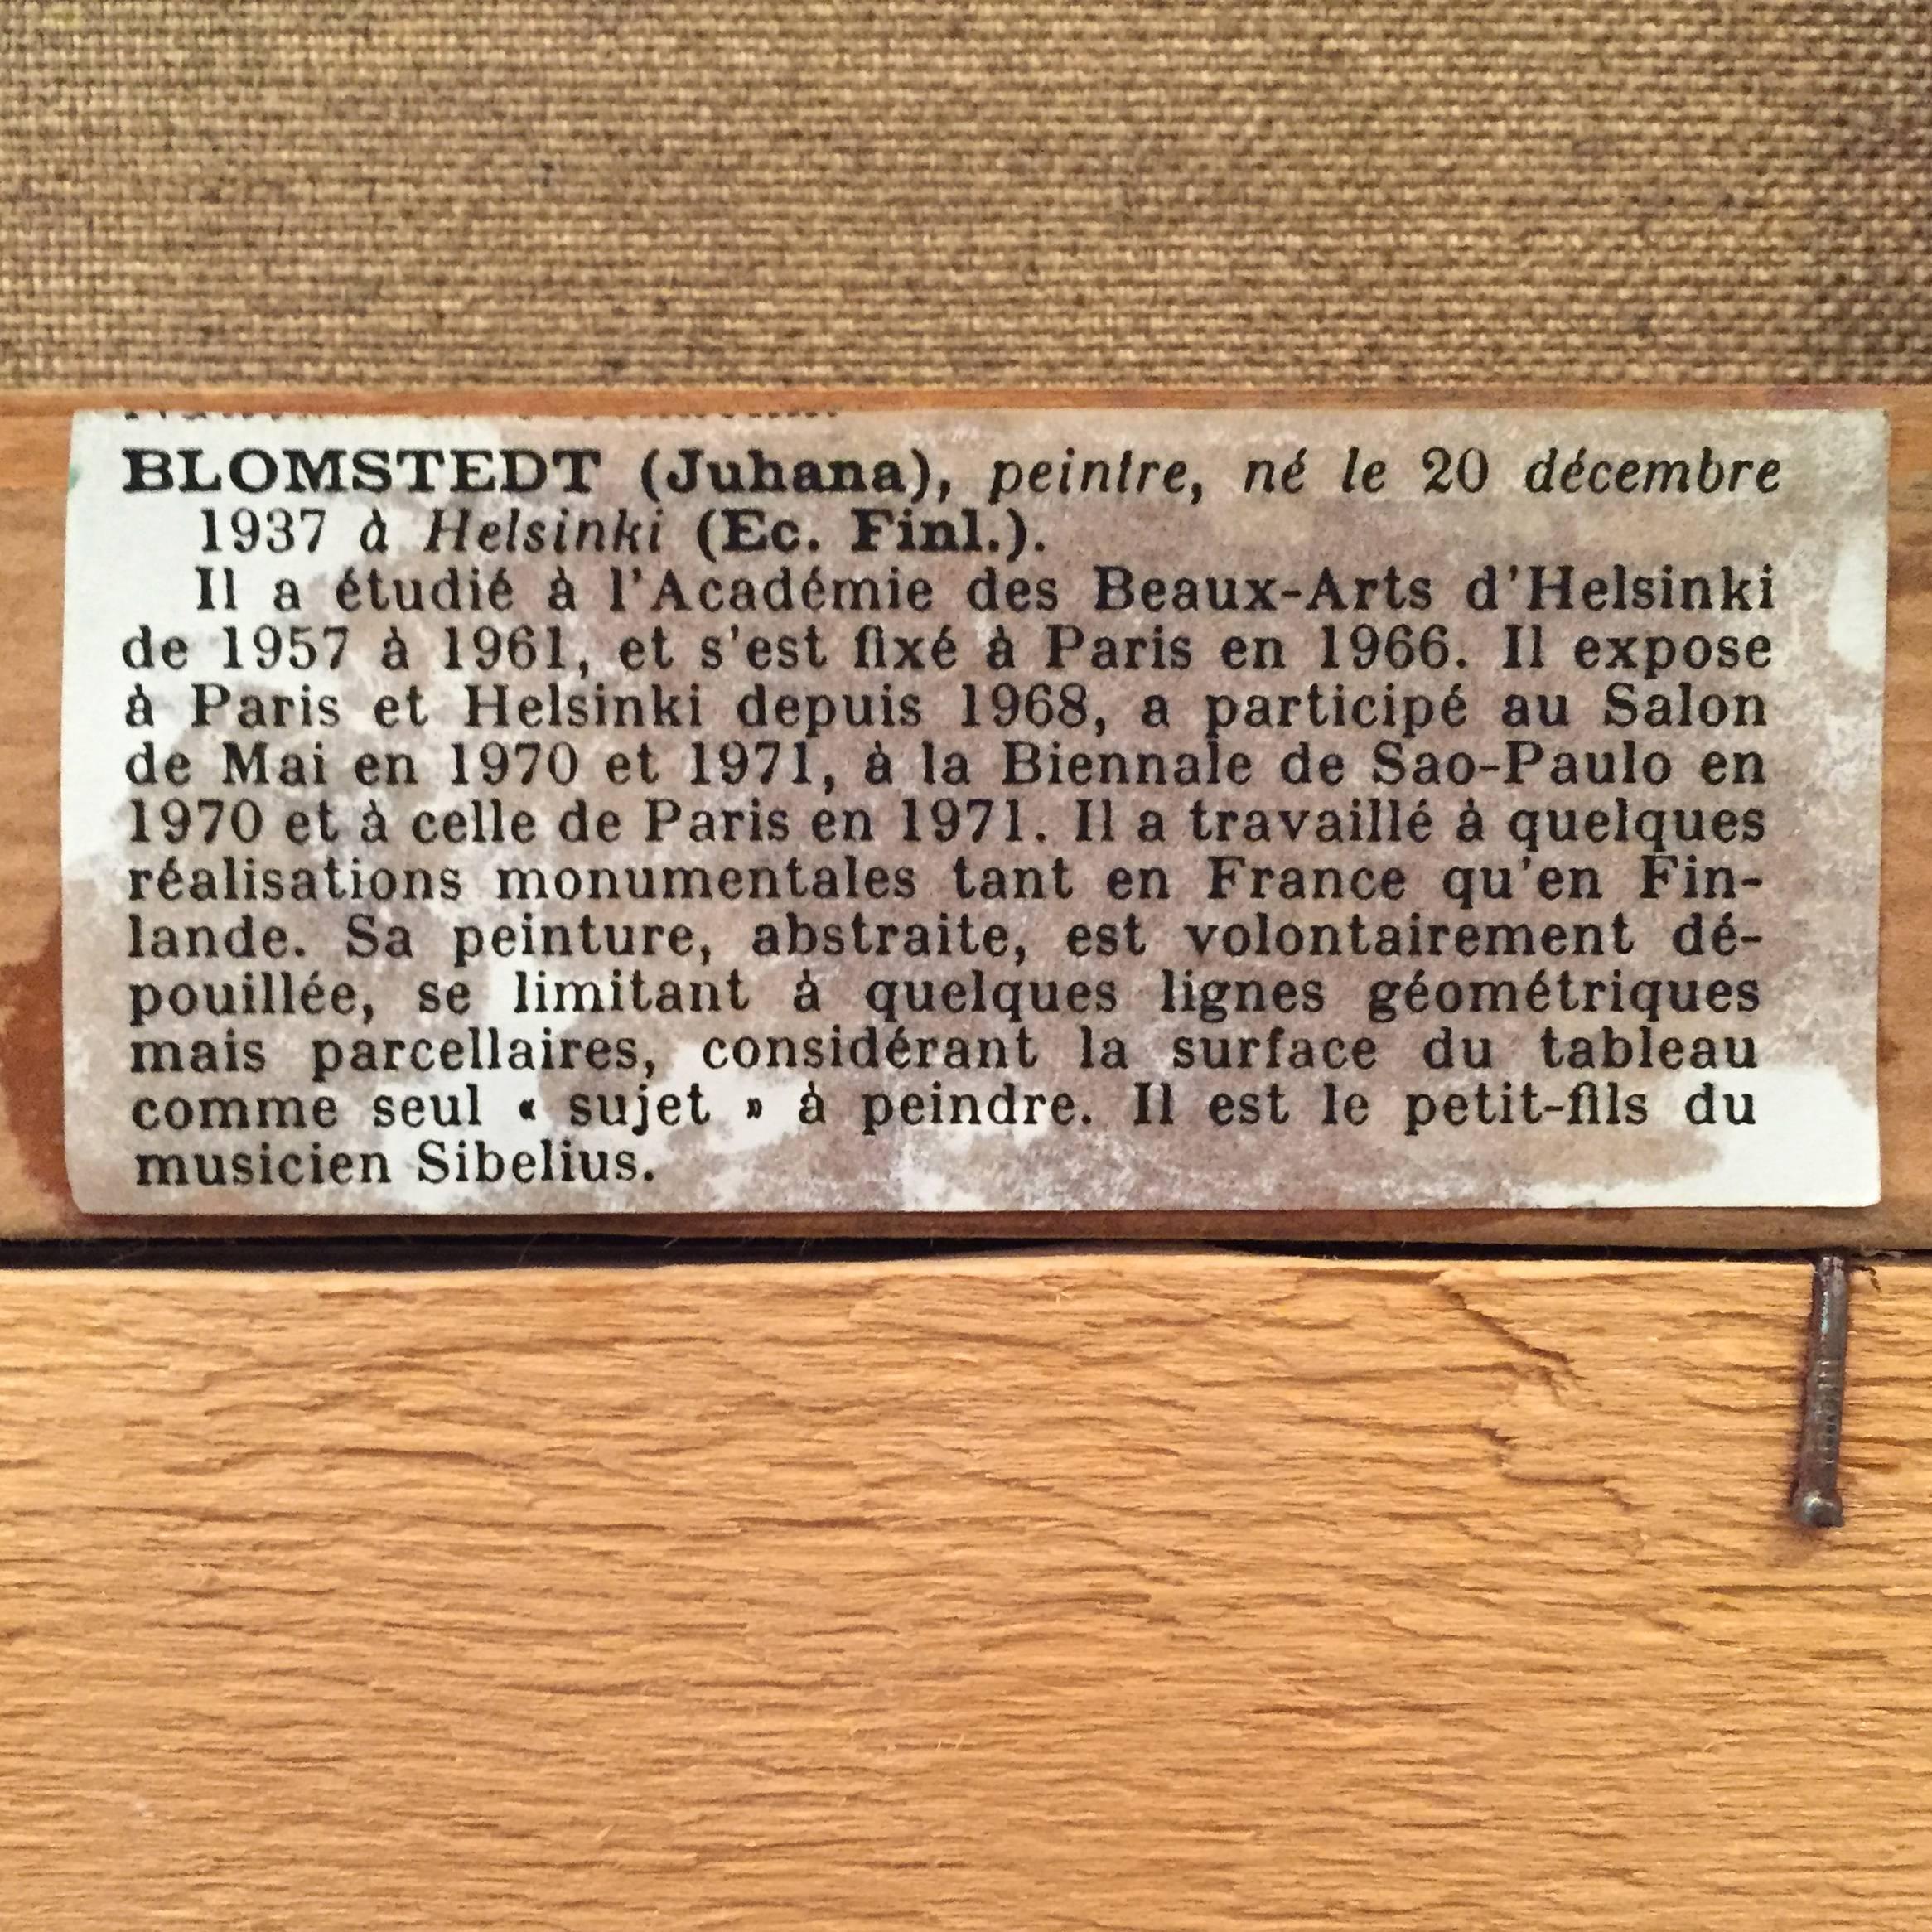 BLOMSTEDT (Juhana), peintre, né le 20 décembre
1937 à Helsinki (Ec. Finl.).
Il a étudié à l'Académie des Beaux-Arts d'Helsinki
de 1957 à 1961, et s'est fixé à Paris en 1966. Il expose
à Paris et Helsinki depuis 1968, a participé au Salon
de Mai en 1970 et 1971, à la Biennale de Sao-Paulo en
1970 et à celle de Paris en 1971. Il a travaillé à quelques
réalisations monumentales tant en France qu'en Fin-
lande. Sa peinture, abstraite, est volontairement dé-
pouillée, se limitant à quelques lignes géométriques
mais parcellaires, considérant la surface du tableau
comme seul « sujet » à peindre. Il est le petit-fils du
musicien Sibelius.